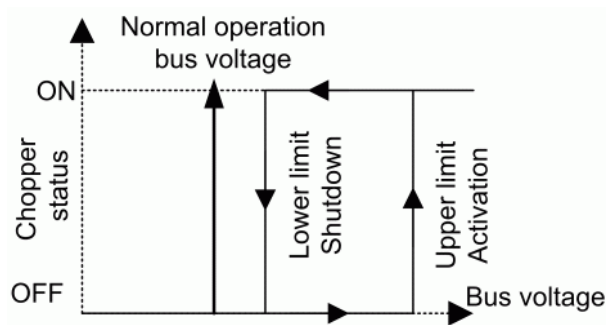 Normal operation
bus voltage
ON
Chopper
status
Lower limit
Shutdown
Upper limit
Activation
OFF
Bus voltage